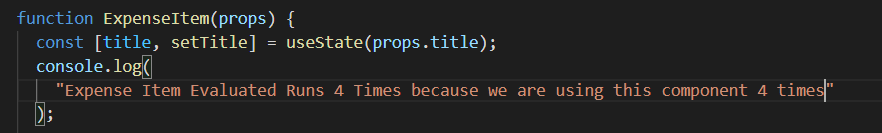 function ExpenseItem(props) {
const [title, setTitle] = useState(props.title);
console.log(
"Expense Item Evaluated Runs 4 Times because we are using this component 4 times"
);